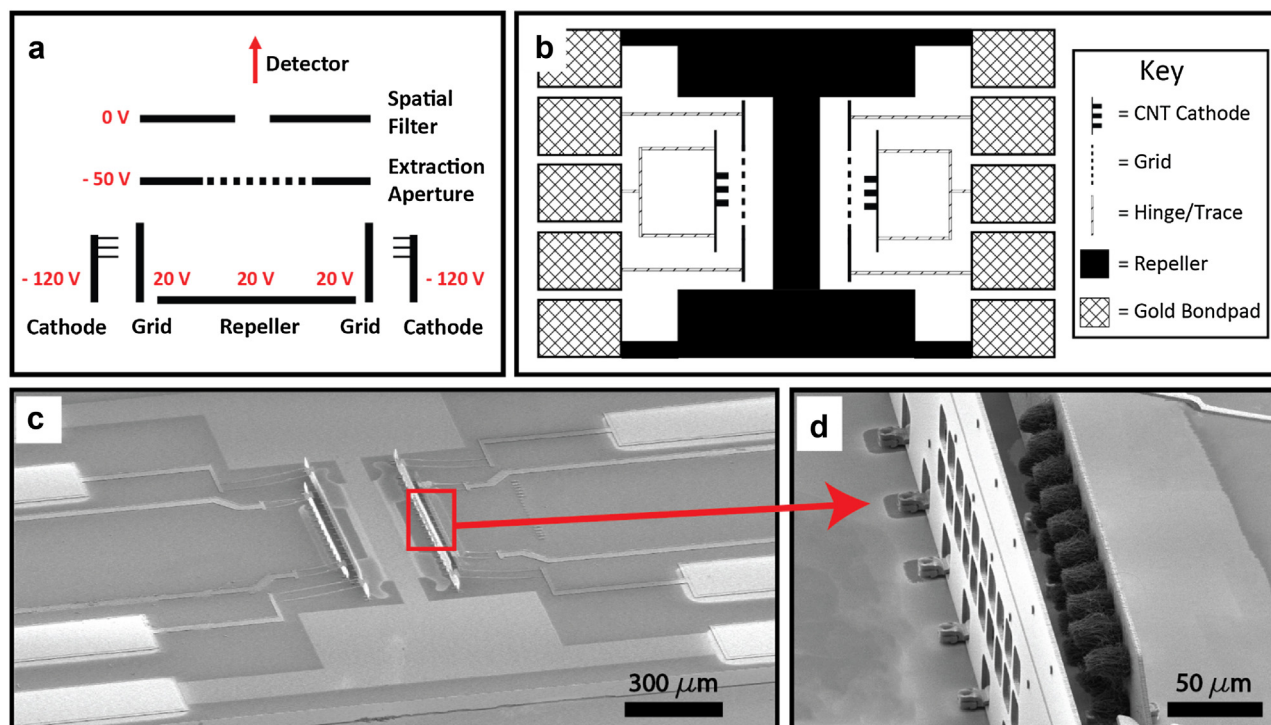 a
Detector
0 V
Spatial
Filter
- 50 V
Extraction
Aperture
- 120 V
20 V
20 V
20 V
- 120 V
Cathode
Grid
Repeller
Grid
Cathode
b
Key
= CNT Cathode
= Grid
= Hinge/Trace
= Repeller
= Gold Bondpad
c
300 μm
d
50 μm